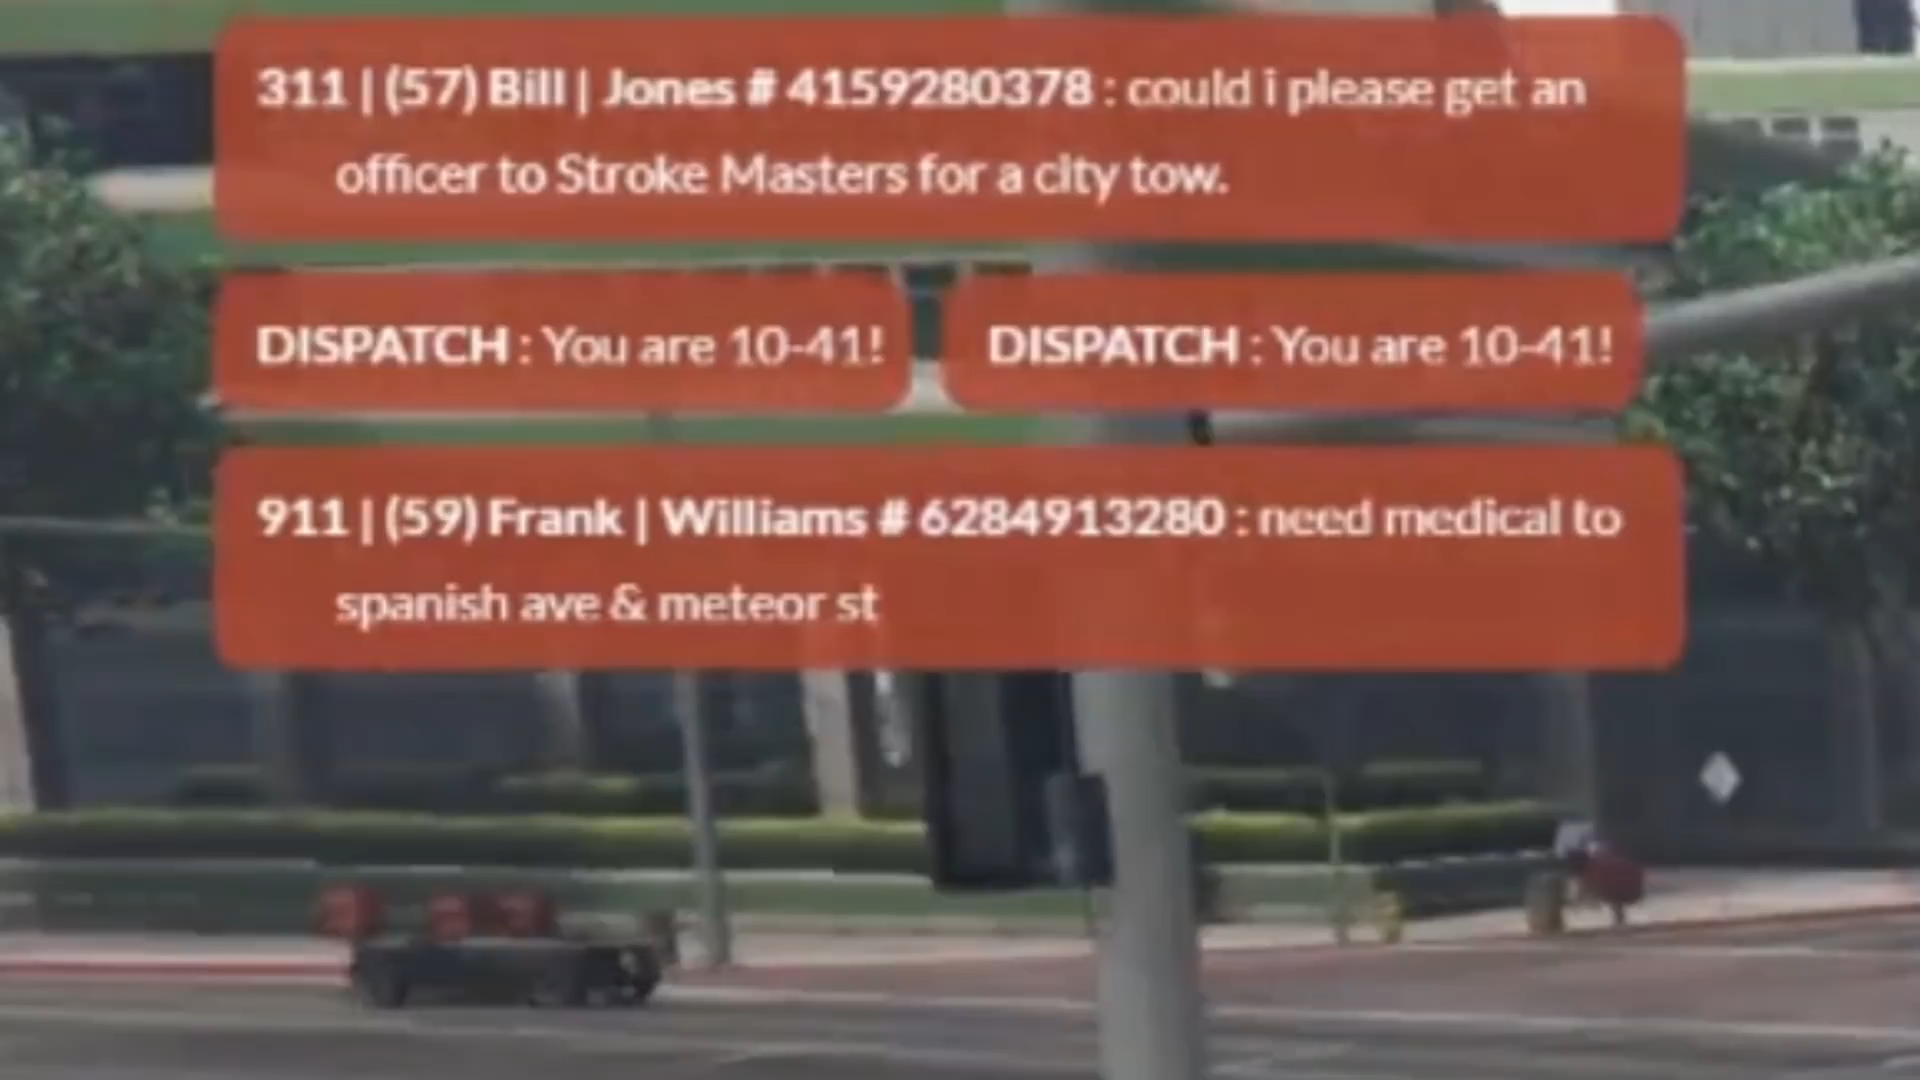 311 | (57) Bill | Jones # 4159280378 : could i please get an
officer to Stroke Masters for a city tow.
DISPATCH : You are 10-41!
DISPATCH : You are 10-41!
911 | (59) Frank | Williams # 6284913280 : need medical to
spanish ave & meteor st